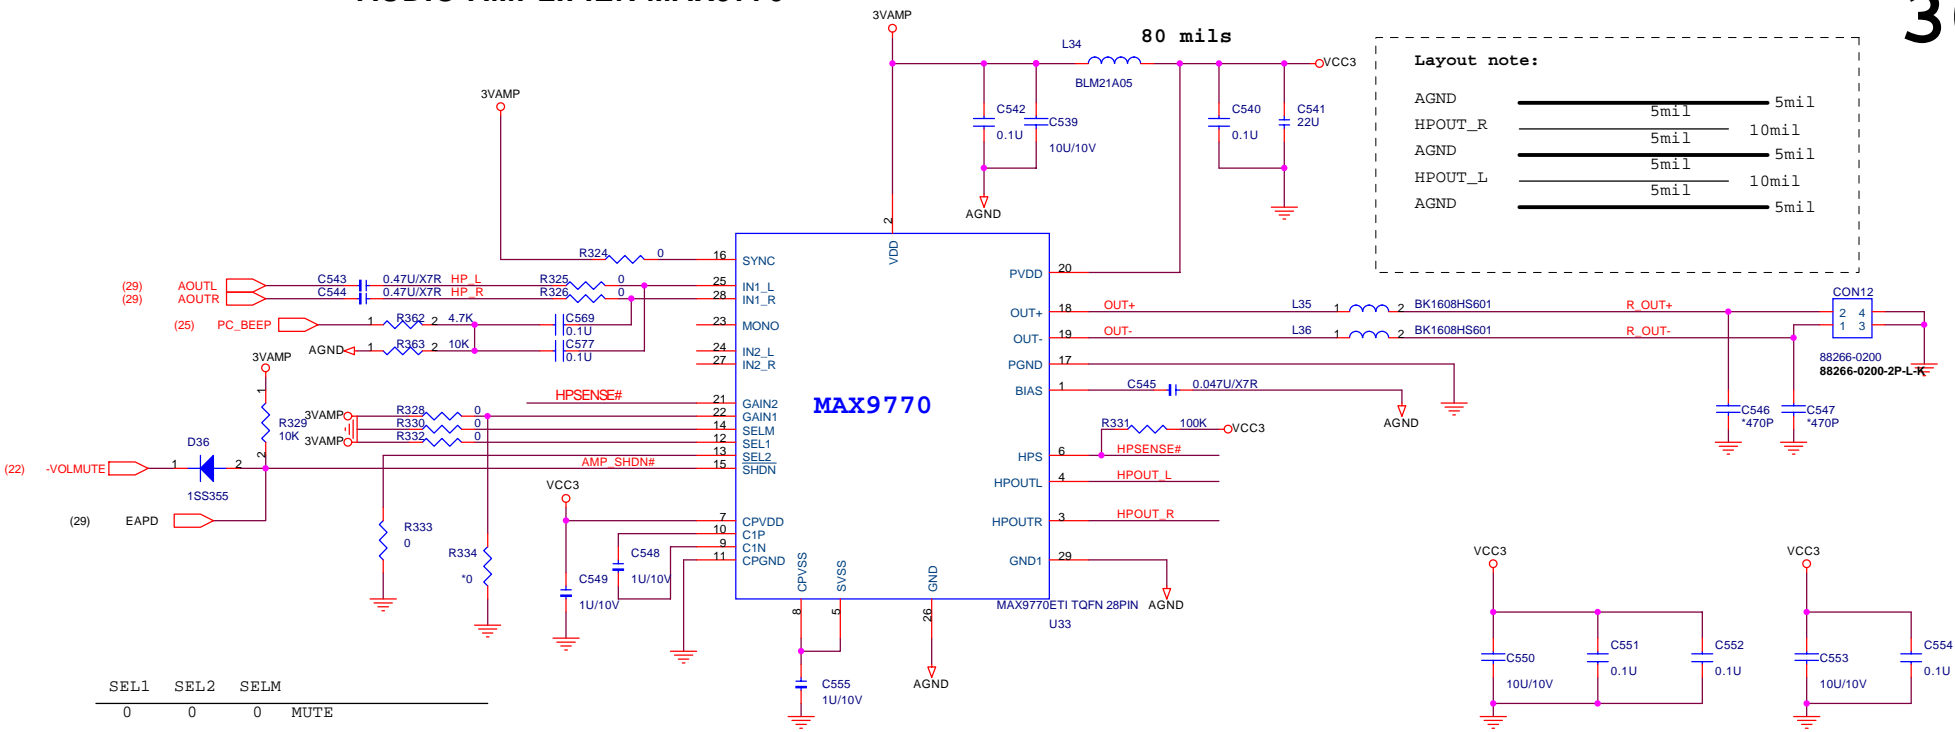 3VAMP
L34
80 mils
BLM21A05
VCC3
C542
0.1U
C539
10U/10V
C540
0.1U
C541
22U
AGND
Layout note:
AGND 5mil
5mil
HPOUT_R 10mil
5mil
AGND 5mil
5mil
HPOUT_L 10mil
5mil
AGND 5mil
3VAMP
R324 0 16 SYNC
(29) AOUTL C543 0.47U/X7R HP_L R325 0 25 IN1_L
(29) AOUTR C544 0.47U/X7R HP_R R326 0 28 IN1_R
(25) PC_BEEP 1 R362 2 4.7K C569 0.1U 23 MONO
AGND 1 R363 2 10K C577 0.1U 24 IN2_L
27 IN2_R
3VAMP
1
R329
10K
2
HPSENSE# 21 GAIN2
3VAMP R328 0 22 GAIN1
R330 0 14 SELM
3VAMP R332 0 12 SEL1
13 SEL2
AMP_SHDN# 15 SHDN
(22) -VOLMUTE 1 D36 2
1SS355
(29) EAPD
R333
0
R334
*0
VCC3
7 CPVDD
10 C1P
9 C1N
11 CPGND
C548
1U/10V
C549
1U/10V
MAX9770
2 VDD
8 CPVSS
5 SVSS
26 GND
C555
1U/10V
AGND
PVDD 20
OUT+ 18 OUT+ L35 1 2 BK1608HS601 R_OUT+
OUT- 19 OUT- L36 1 2 BK1608HS601 R_OUT-
PGND 17
BIAS 1 C545 0.047U/X7R
AGND
R331 100K VCC3
HPS 6 HPSENSE#
HPOUTL 4 HPOUT_L
HPOUTR 3 HPOUT_R
GND1 29
AGND
MAX9770ETI TQFN 28PIN
U33
CON12
2 4
1 3
88266-0200
88266-0200-2P-L-K
C546
*470P
C547
*470P
VCC3
C550
10U/10V
C551
0.1U
C552
0.1U
VCC3
C553
10U/10V
C554
0.1U
SEL1 SEL2 SELM
0 0 0 MUTE